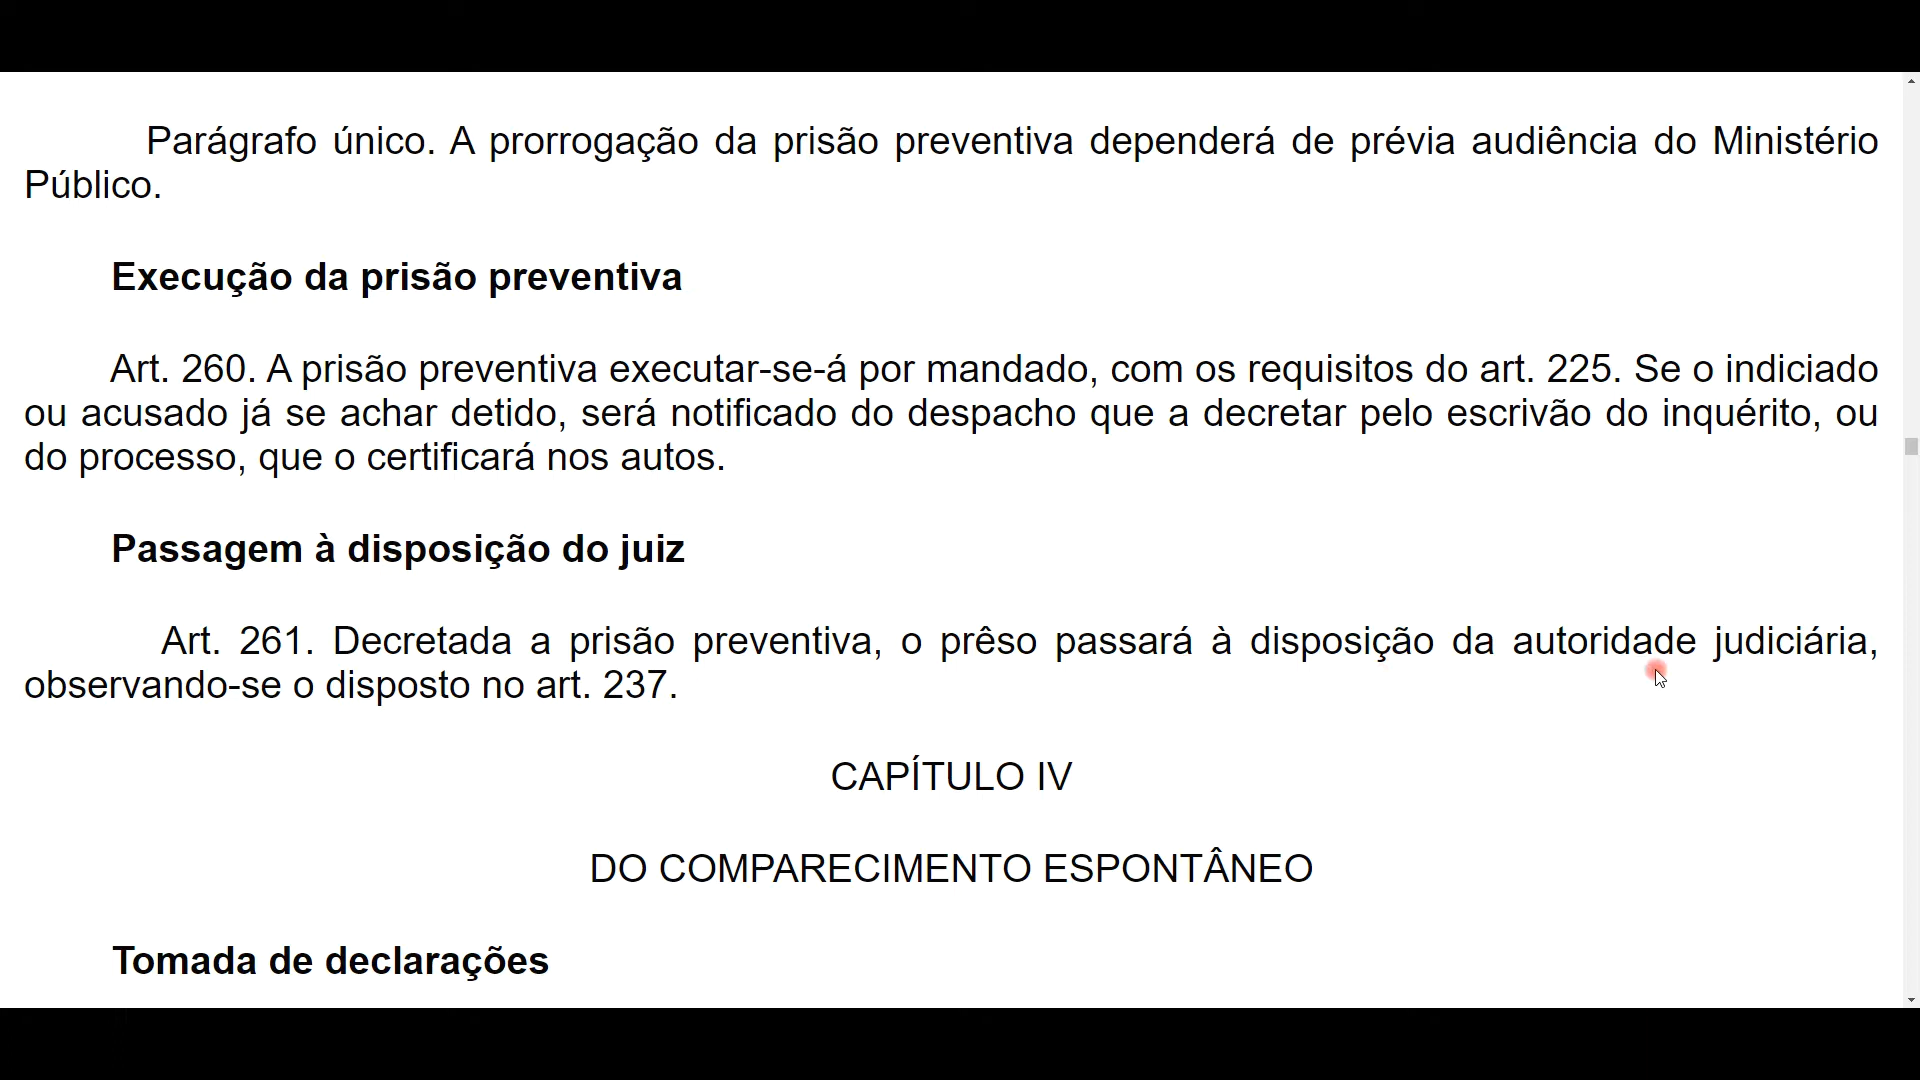 Parágrafo único. A prorrogação da prisão preventiva dependerá de prévia audiência do Ministério
Público.
Execução da prisão preventiva
Art. 260. A prisão preventiva executar-se-á por mandado, com os requisitos do art. 225. Se o indiciado
ou acusado já se achar detido, será notificado do despacho que a decretar pelo escrivão do inquérito, ou
do processo, que o certificará nos autos.
Passagem à disposição do juiz
Art. 261. Decretada a prisão preventiva, o prêso passará à disposição da autoridade judiciária,
observando-se o disposto no art. 237.
CAPÍTULO IV
DO COMPARECIMENTO ESPONTÂNEO
Tomada de declarações